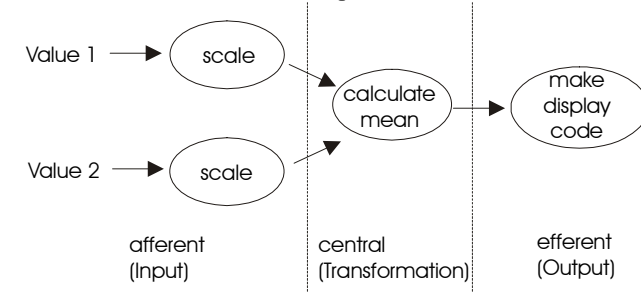 Value 1
scale
calculate
mean
make
display
code
Value 2
scale
afferent
(Input)
central
(Transformation)
efferent
(Output)